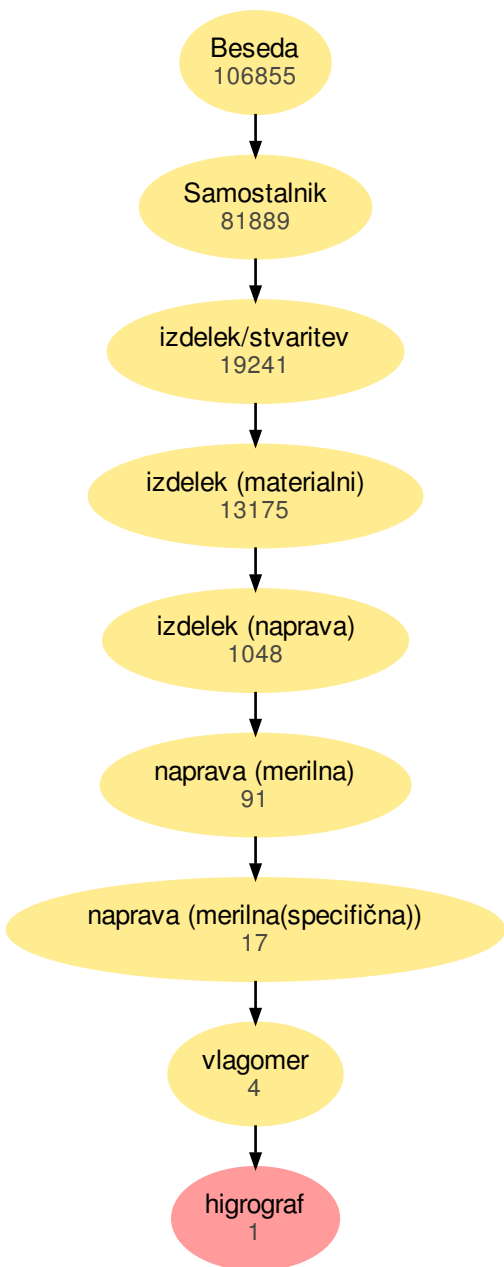 Beseda
106855
Samostalnik
81889
izdelek/stvaritev
19241
izdelek (materialni)
13175
izdelek (naprava)
1048
naprava (merilna)
91
naprava (merilna(specifična))
17
vlagomer
4
higrograf
1